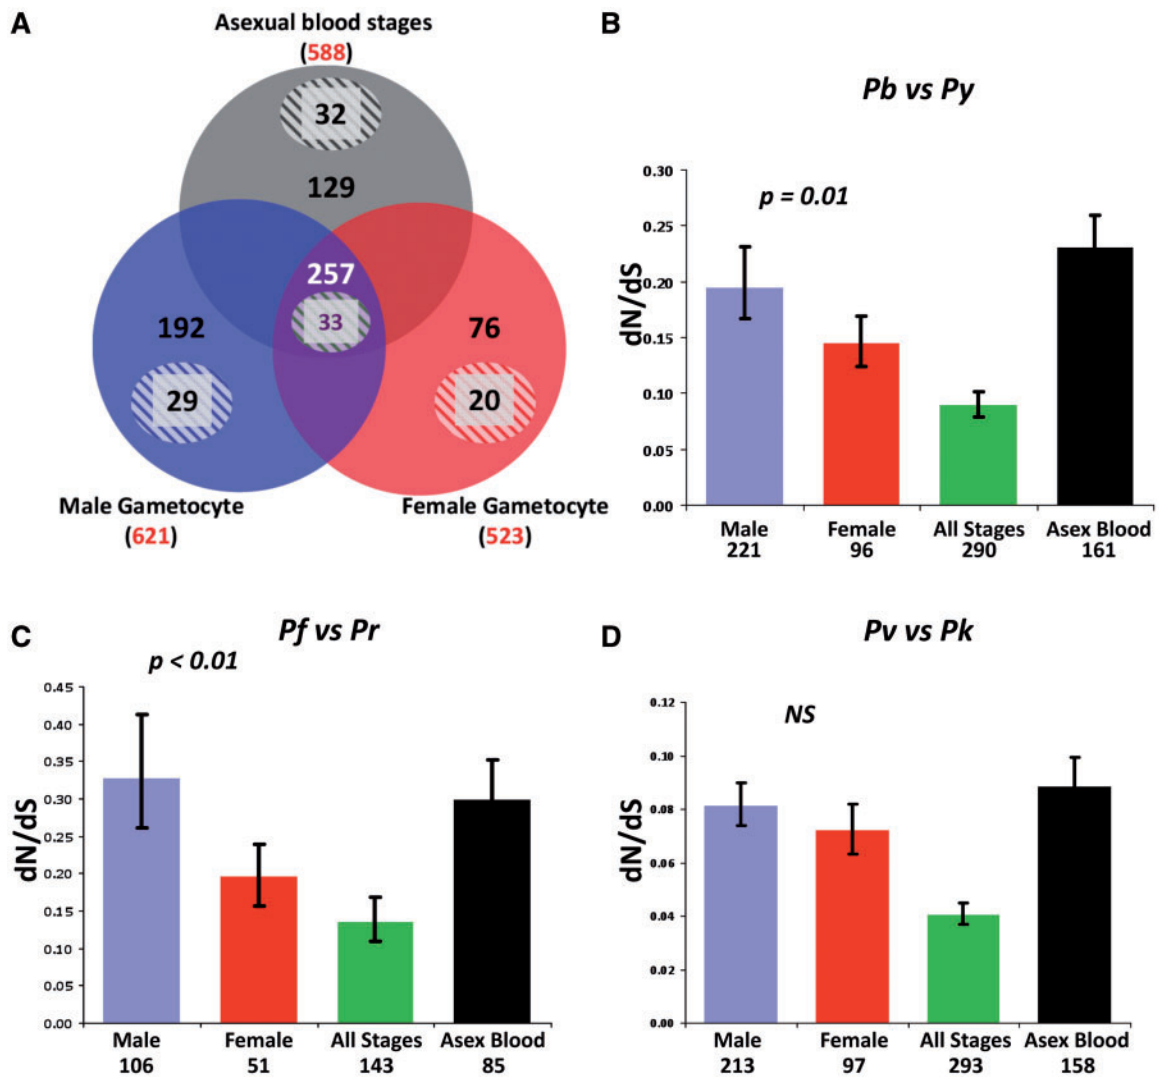 A
Asexual blood stages
(588)
32
129
257
33
192
76
29
20
Male Gametocyte
(621)
Female Gametocyte
(523)
B
Pb vs Py
p = 0.01
dN/dS
0.30
0.25
0.20
0.15
0.10
0.05
0.00
Male Female All Stages Asex Blood
221 96 290 161
C
Pf vs Pr
p < 0.01
dN/dS
0.45
0.40
0.35
0.30
0.25
0.20
0.15
0.10
0.05
0.00
Male Female All Stages Asex Blood
106 51 143 85
D
Pv vs Pk
NS
dN/dS
0.12
0.10
0.08
0.06
0.04
0.02
0.00
Male Female All Stages Asex Blood
213 97 293 158